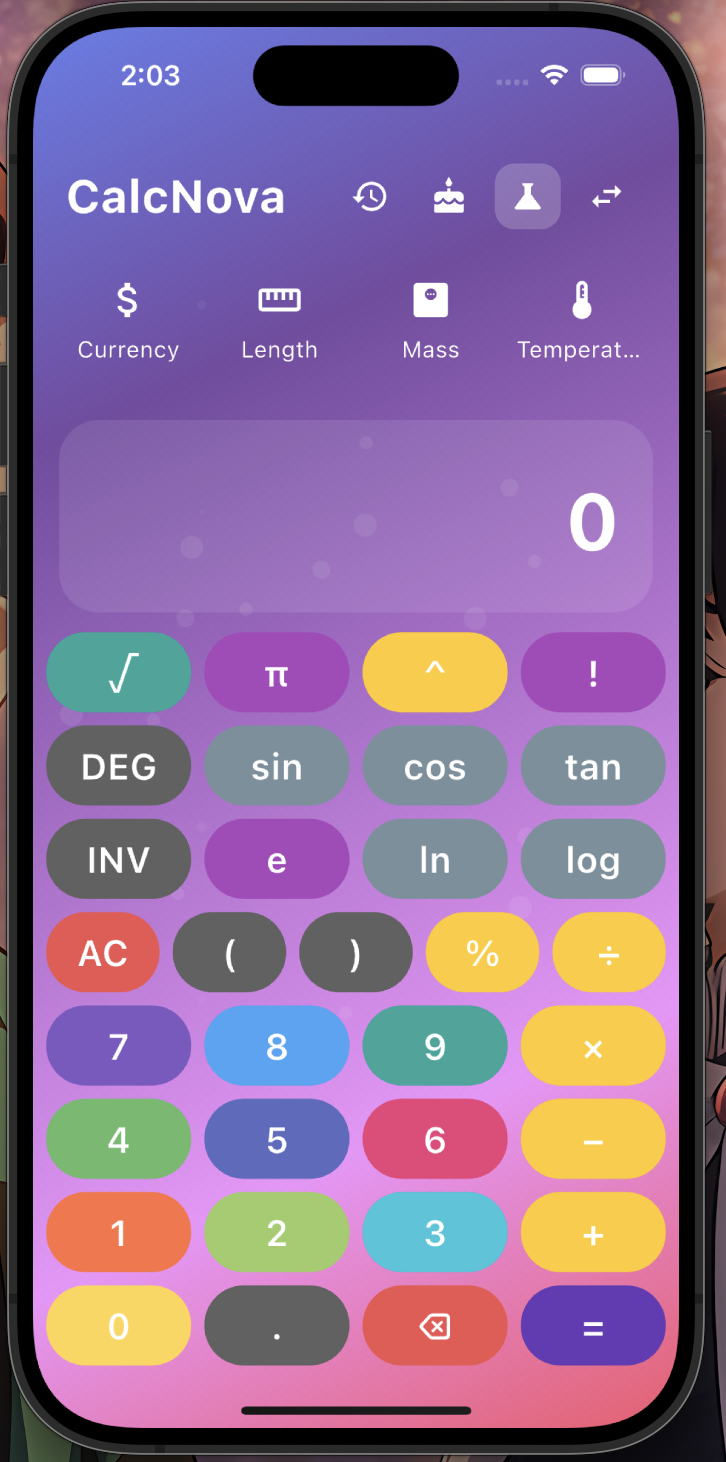 2:03
CalcNova
$
Currency Length Mass Temperat...
0
√ π ^ !
DEG sin cos tan
INV e ln log
AC ( ) % ÷
7 8 9 ×
4 5 6 −
1 2 3 +
0 . =